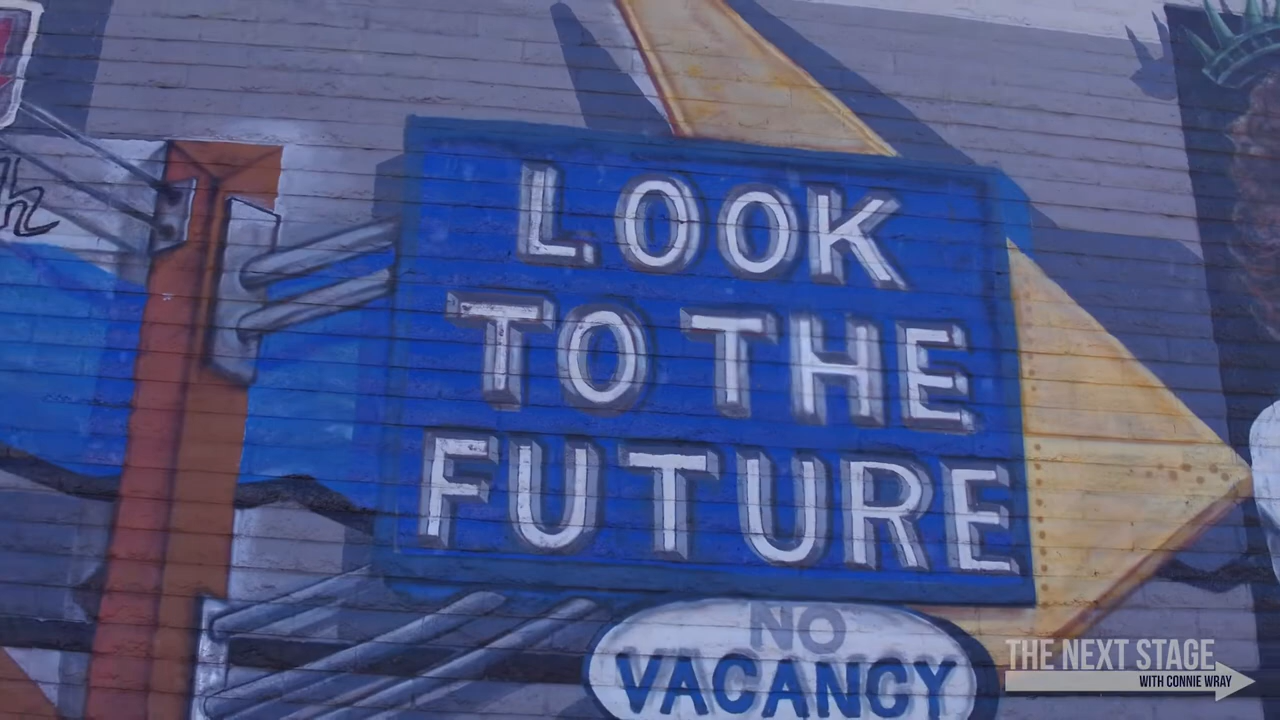 LOOK
TO THE
FUTURE
NO
VACANCY
THE NEXT STAGE
WITH CONNIE WRAY